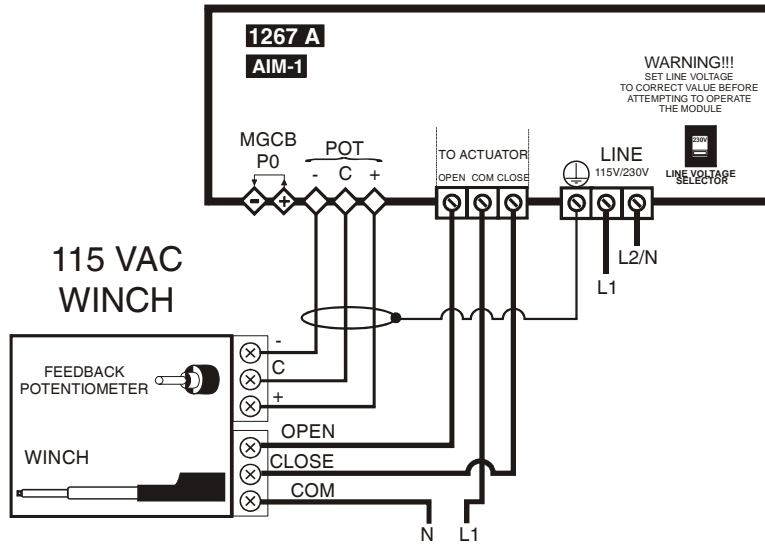 1267 A
AIM-1
WARNING!!!
SET LINE VOLTAGE
TO CORRECT VALUE BEFORE
ATTEMPTING TO OPERATE
THE MODULE
230V
LINE VOLTAGE
SELECTOR
MGCB
P0
- +
POT
- C +
TO ACTUATOR
OPEN COM CLOSE
LINE
115V/230V
L2/N
L1
115 VAC
WINCH
FEEDBACK
POTENTIOMETER
-
C
+
WINCH
OPEN
CLOSE
COM
N L1